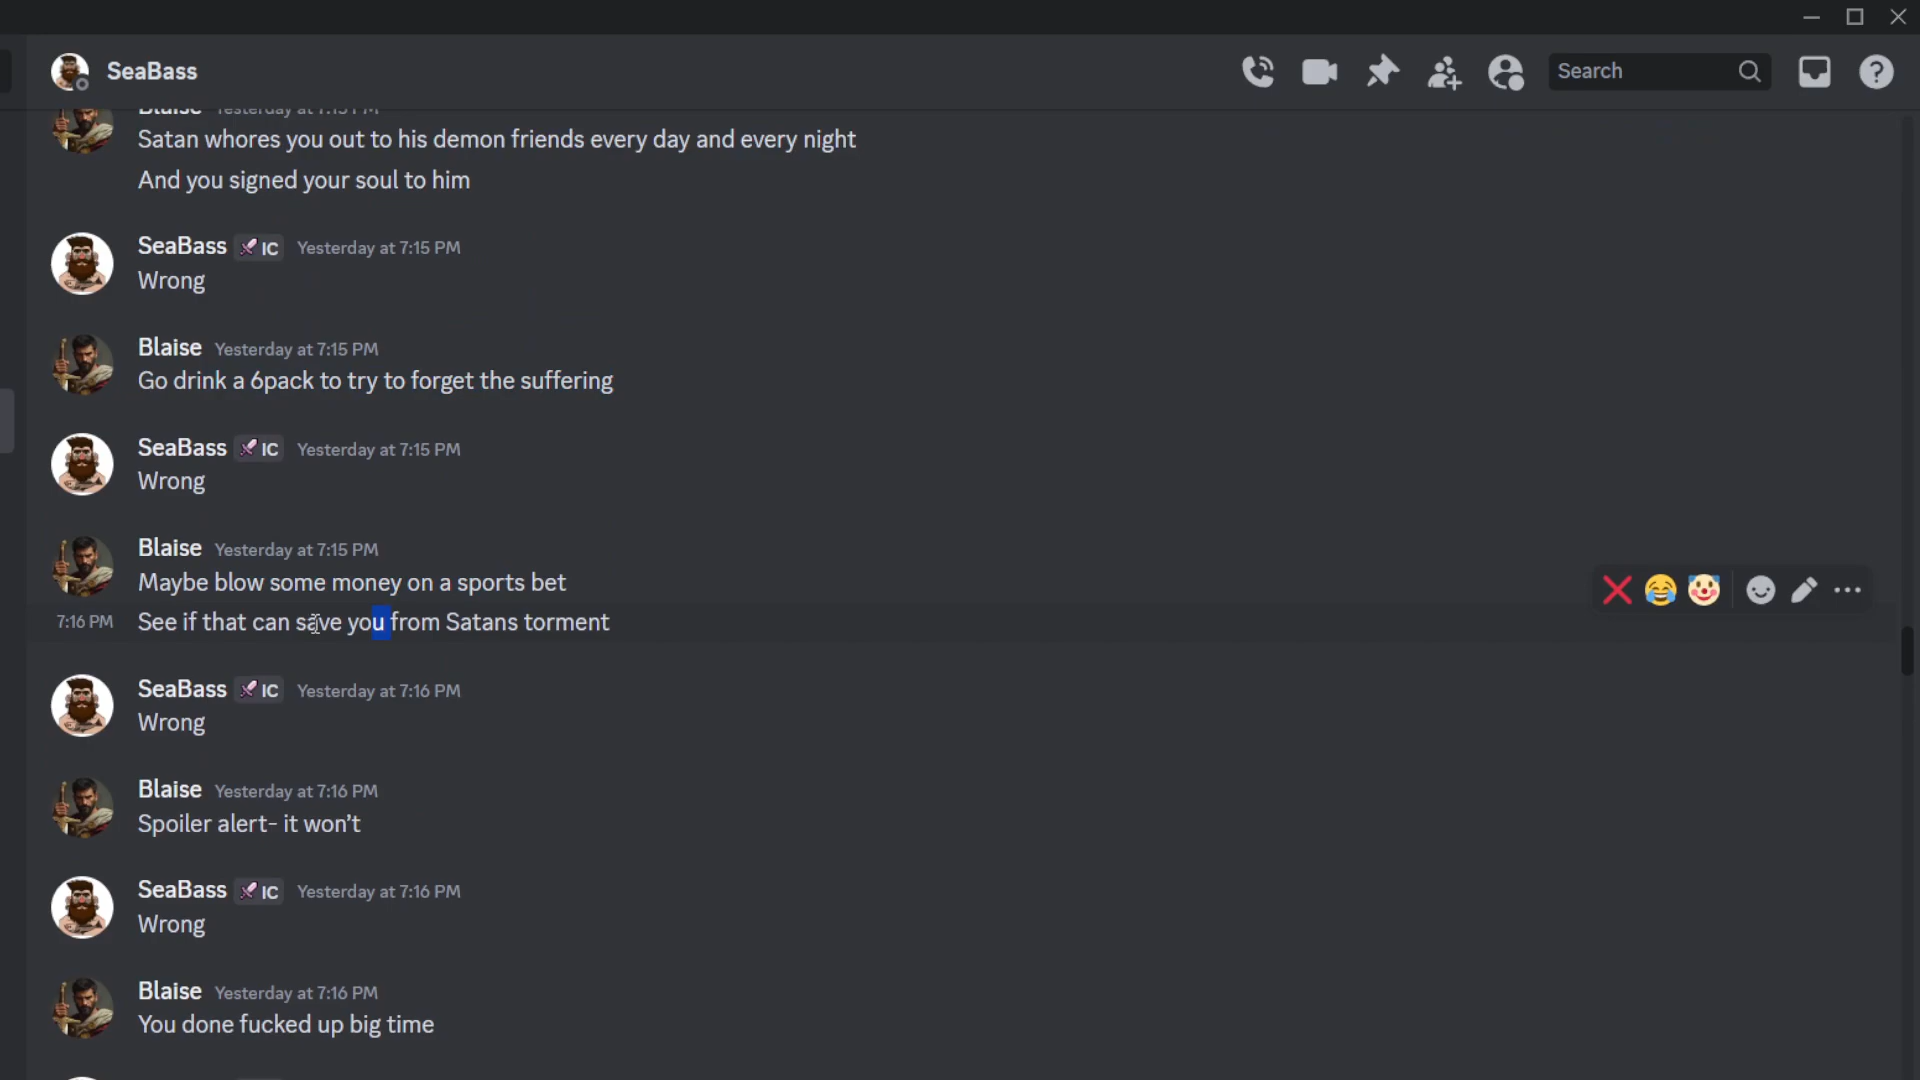 SeaBass
Search
Blaise Yesterday at 7:15 PM
Satan whores you out to his demon friends every day and every night
And you signed your soul to him
SeaBass IC Yesterday at 7:15 PM
Wrong
Blaise Yesterday at 7:15 PM
Go drink a 6pack to try to forget the suffering
SeaBass IC Yesterday at 7:15 PM
Wrong
Blaise Yesterday at 7:15 PM
Maybe blow some money on a sports bet
7:16 PM See if that can save you from Satans torment
SeaBass IC Yesterday at 7:16 PM
Wrong
Blaise Yesterday at 7:16 PM
Spoiler alert- it won’t
SeaBass IC Yesterday at 7:16 PM
Wrong
Blaise Yesterday at 7:16 PM
You done fucked up big time